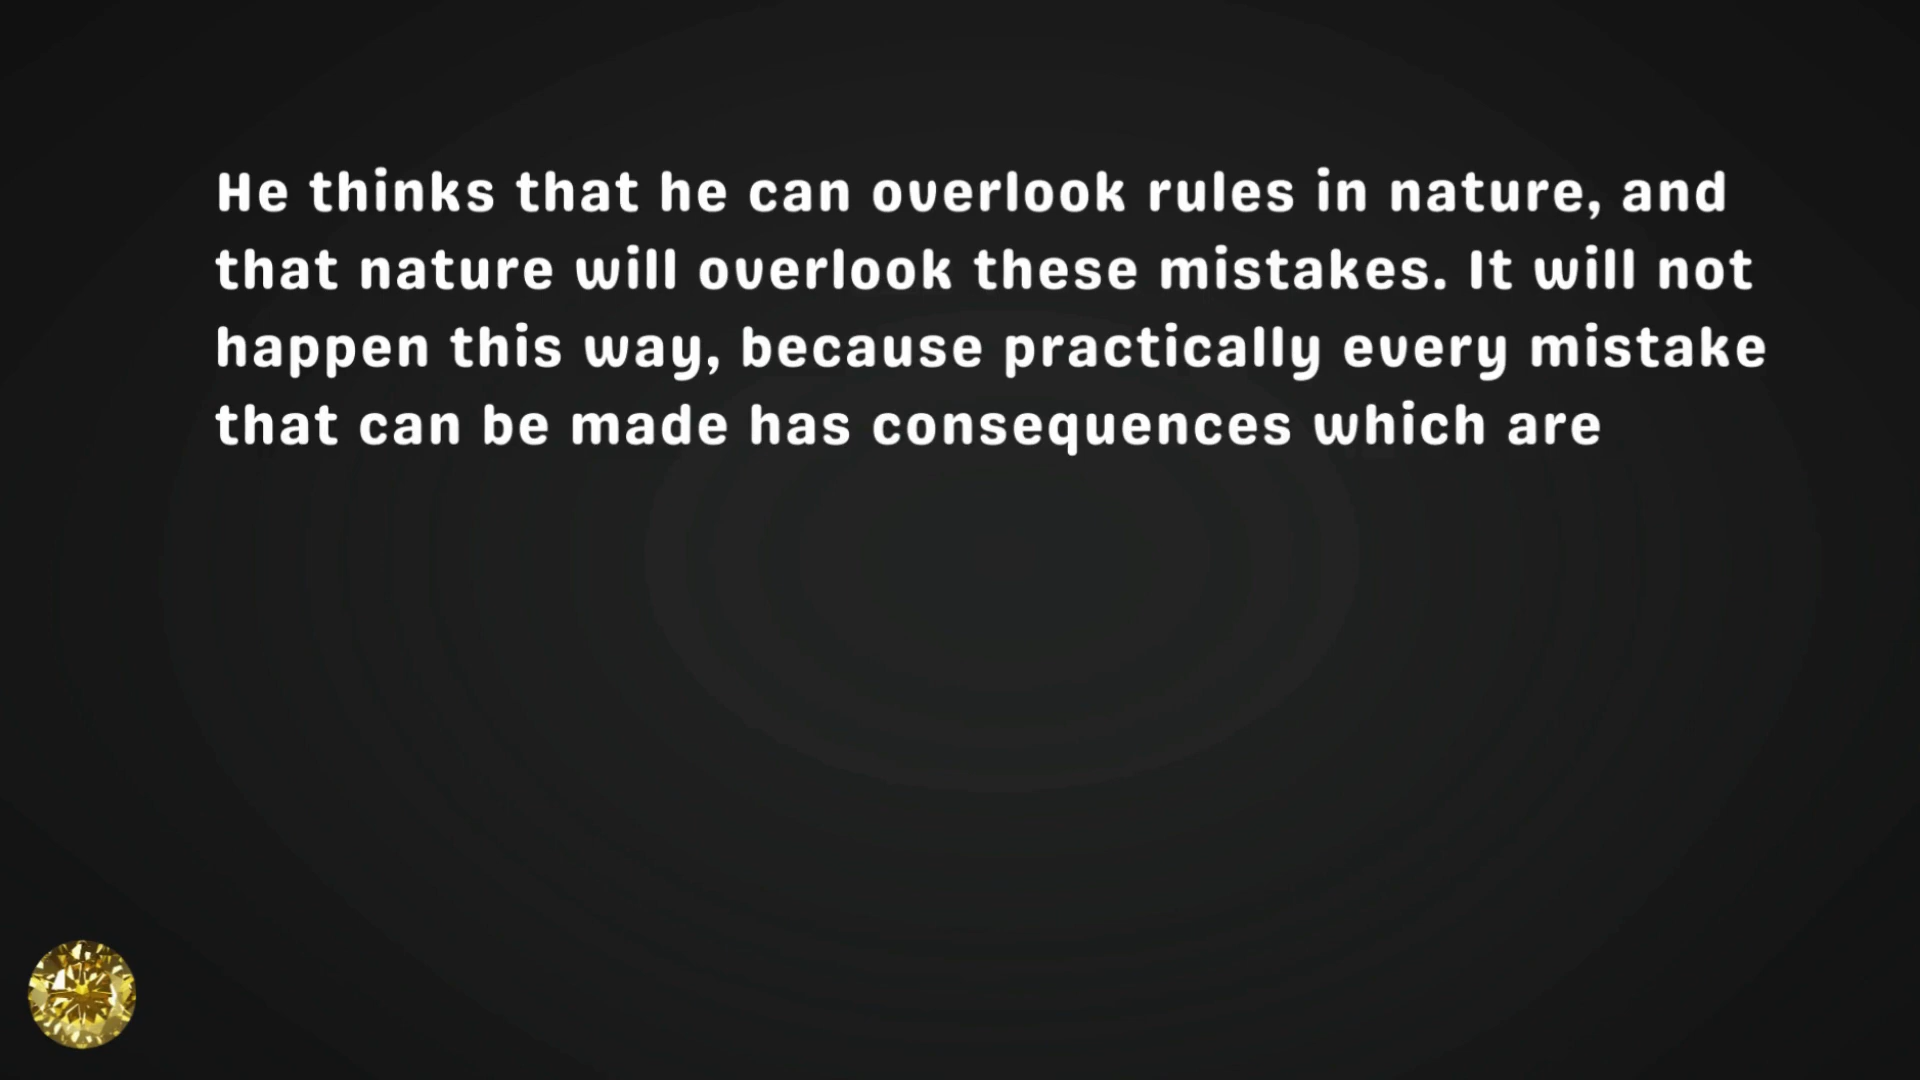 He thinks that he can overlook rules in nature, and
that nature will overlook these mistakes. It will not
happen this way, because practically every mistake
that can be made has consequences which are